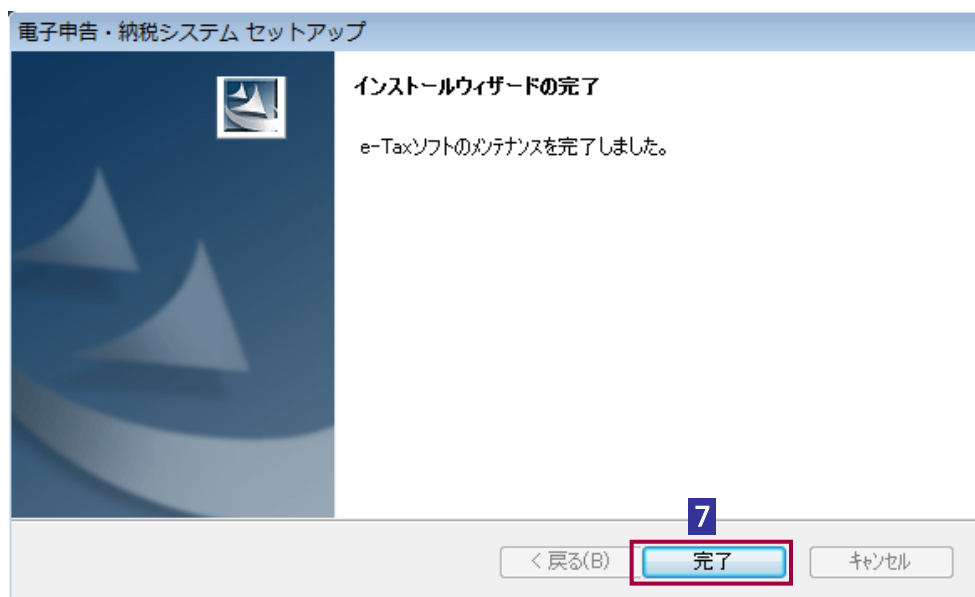 電子申告・納税システム セットアップ
インストールウィザードの完了
e-Taxソフトのメンテナンスを完了しました。
7
< 戻る(B)
完了
キャンセル